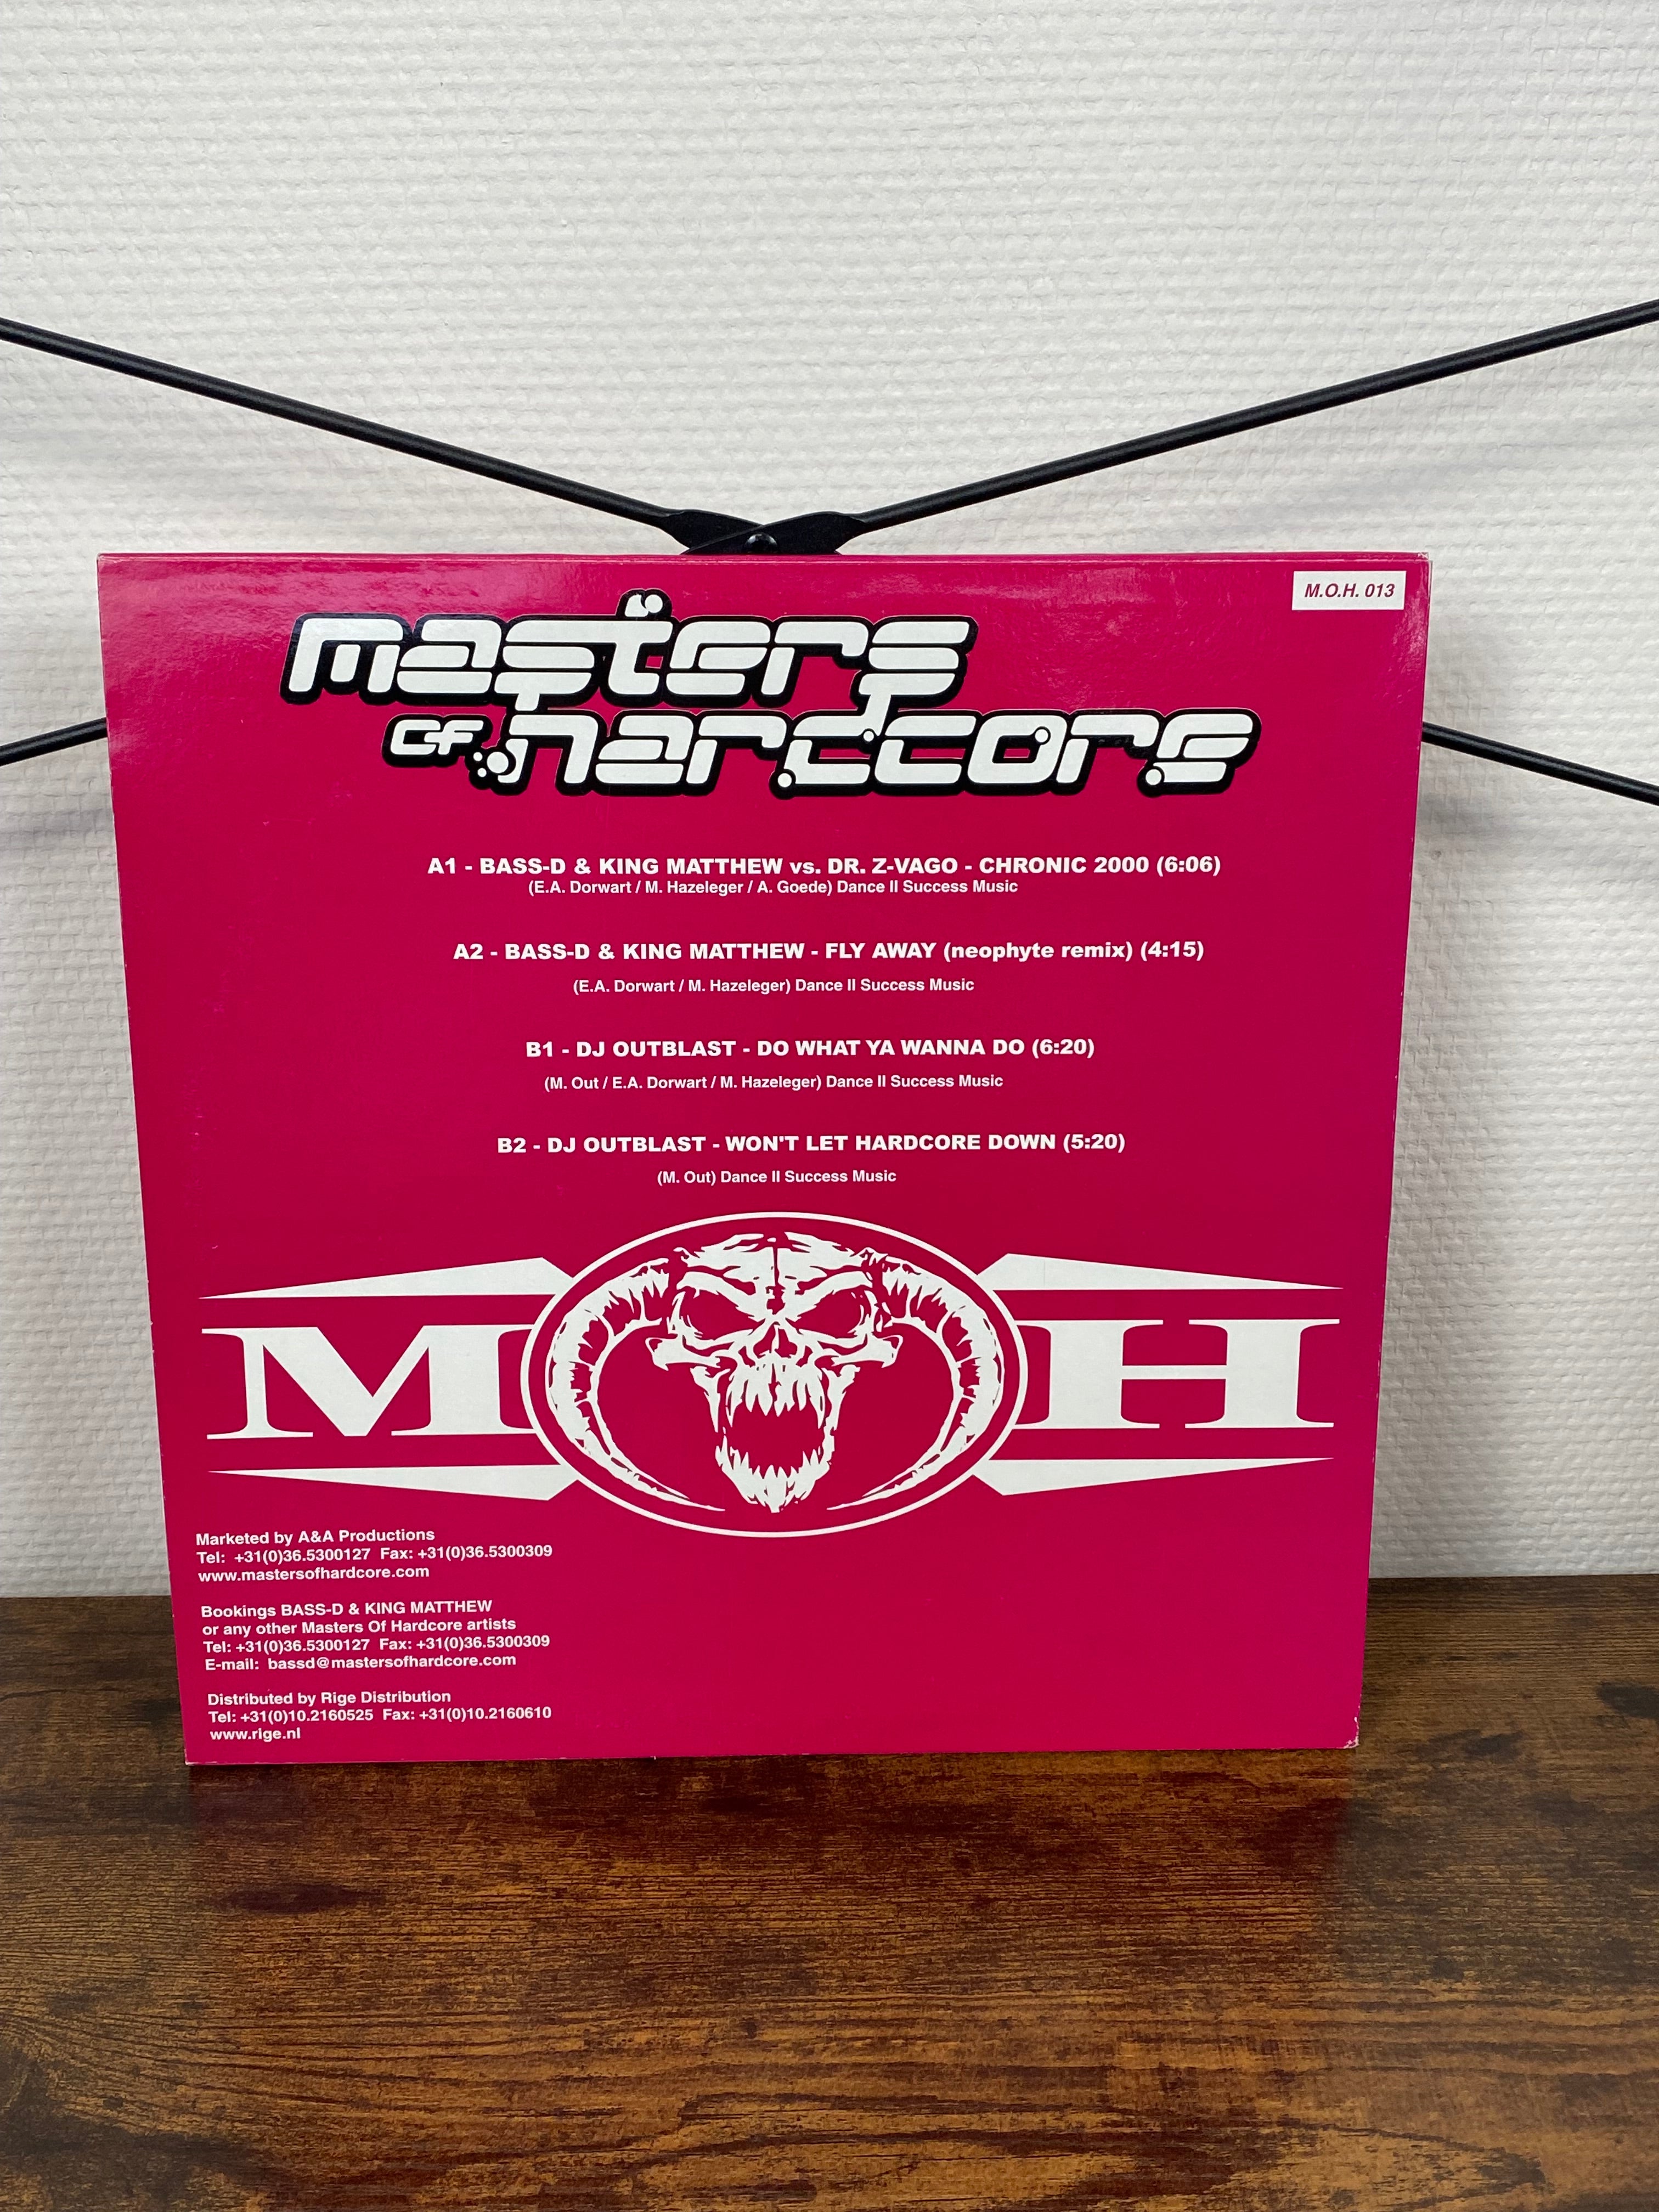 M.O.H. 013
masters
of hardcore
A1 - BASS-D & KING MATTHEW vs. DR. Z-VAGO - CHRONIC 2000 (6:06)
(E.A. Dorwart / M. Hazeleger / A. Goede) Dance II Success Music
A2 - BASS-D & KING MATTHEW - FLY AWAY (neophyte remix) (4:15)
(E.A. Dorwart / M. Hazeleger) Dance II Success Music
B1 - DJ OUTBLAST - DO WHAT YA WANNA DO (6:20)
(M. Out / E.A. Dorwart / M. Hazeleger) Dance II Success Music
B2 - DJ OUTBLAST - WON'T LET HARDCORE DOWN (5:20)
(M. Out) Dance II Success Music
M H
Marketed by A&A Productions
Tel: +31(0)36.5300127 Fax: +31(0)36.5300309
www.mastersofhardcore.com
Bookings BASS-D & KING MATTHEW
or any other Masters Of Hardcore artists
Tel: +31(0)36.5300127 Fax: +31(0)36.5300309
E-mail: bassd@mastersofhardcore.com
Distributed by Rige Distribution
Tel: +31(0)10.2160525 Fax: +31(0)10.2160610
www.rige.nl